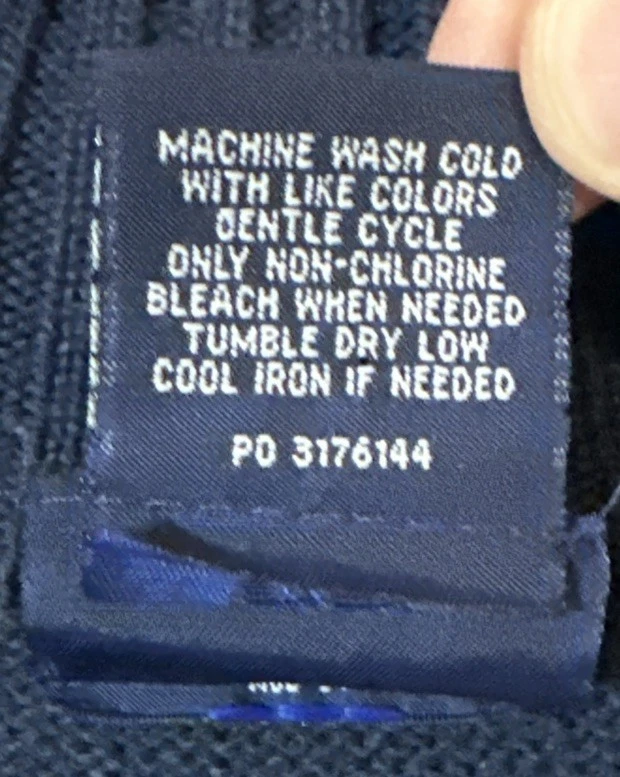 MACHINE WASH COLD
WITH LIKE COLORS
GENTLE CYCLE
ONLY NON-CHLORINE
BLEACH WHEN NEEDED
TUMBLE DRY LOW
COOL IRON IF NEEDED
PO 3176144